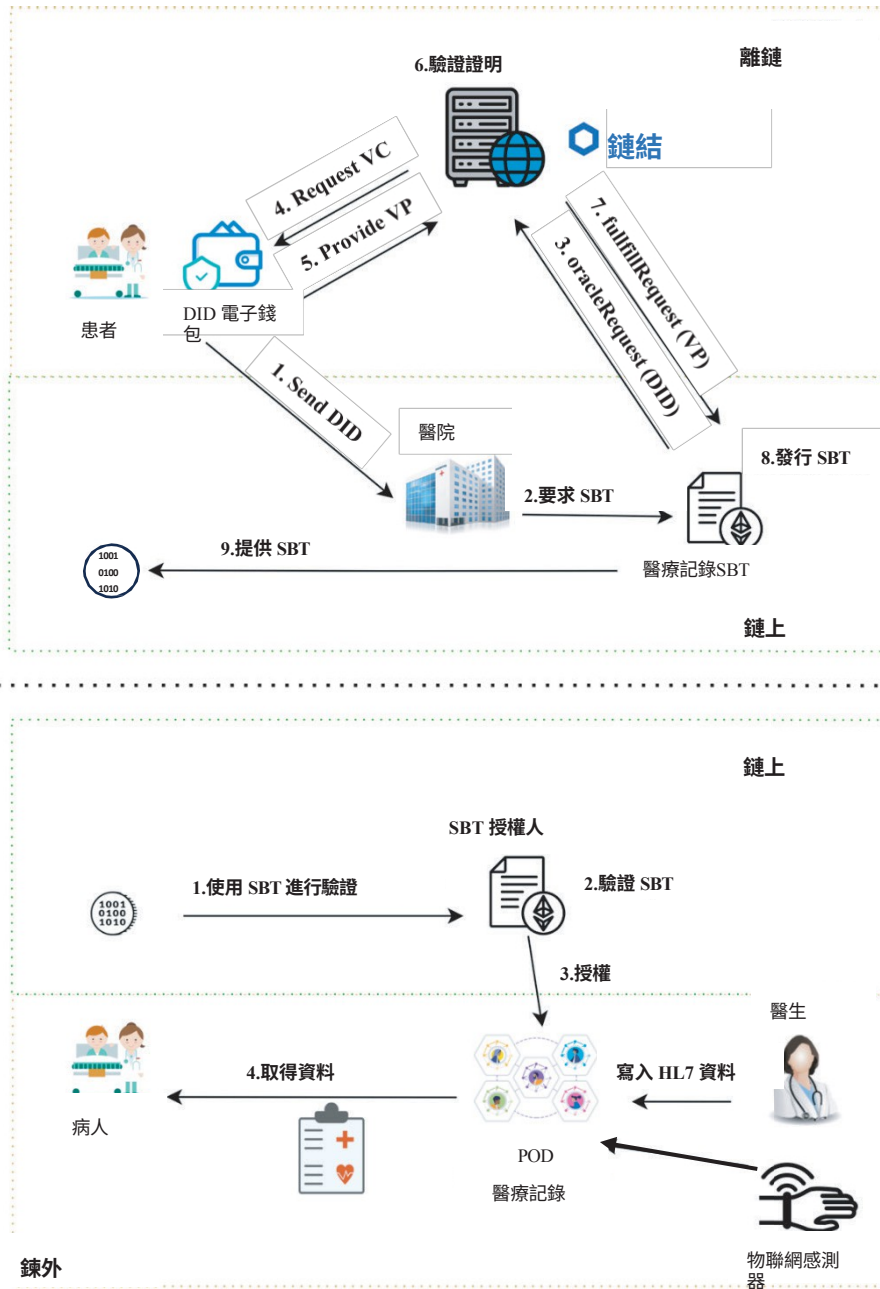 離鏈
6.驗證證明
鏈結
4. Request VC
5. Provide VP
7. fullfillRequest (VP)
3. oracleRequest (DID)
患者
DID 電子錢
包
1. Send DID
醫院
8.發行 SBT
2.要求 SBT
9.提供 SBT
1001
0100
1010
醫療記錄SBT
鏈上
鏈上
SBT 授權人
1.使用 SBT 進行驗證
2.驗證 SBT
1001
0100
1010
3.授權
醫生
4.取得資料
寫入 HL7 資料
病人
POD
醫療記錄
物聯網感測
器
鍊外